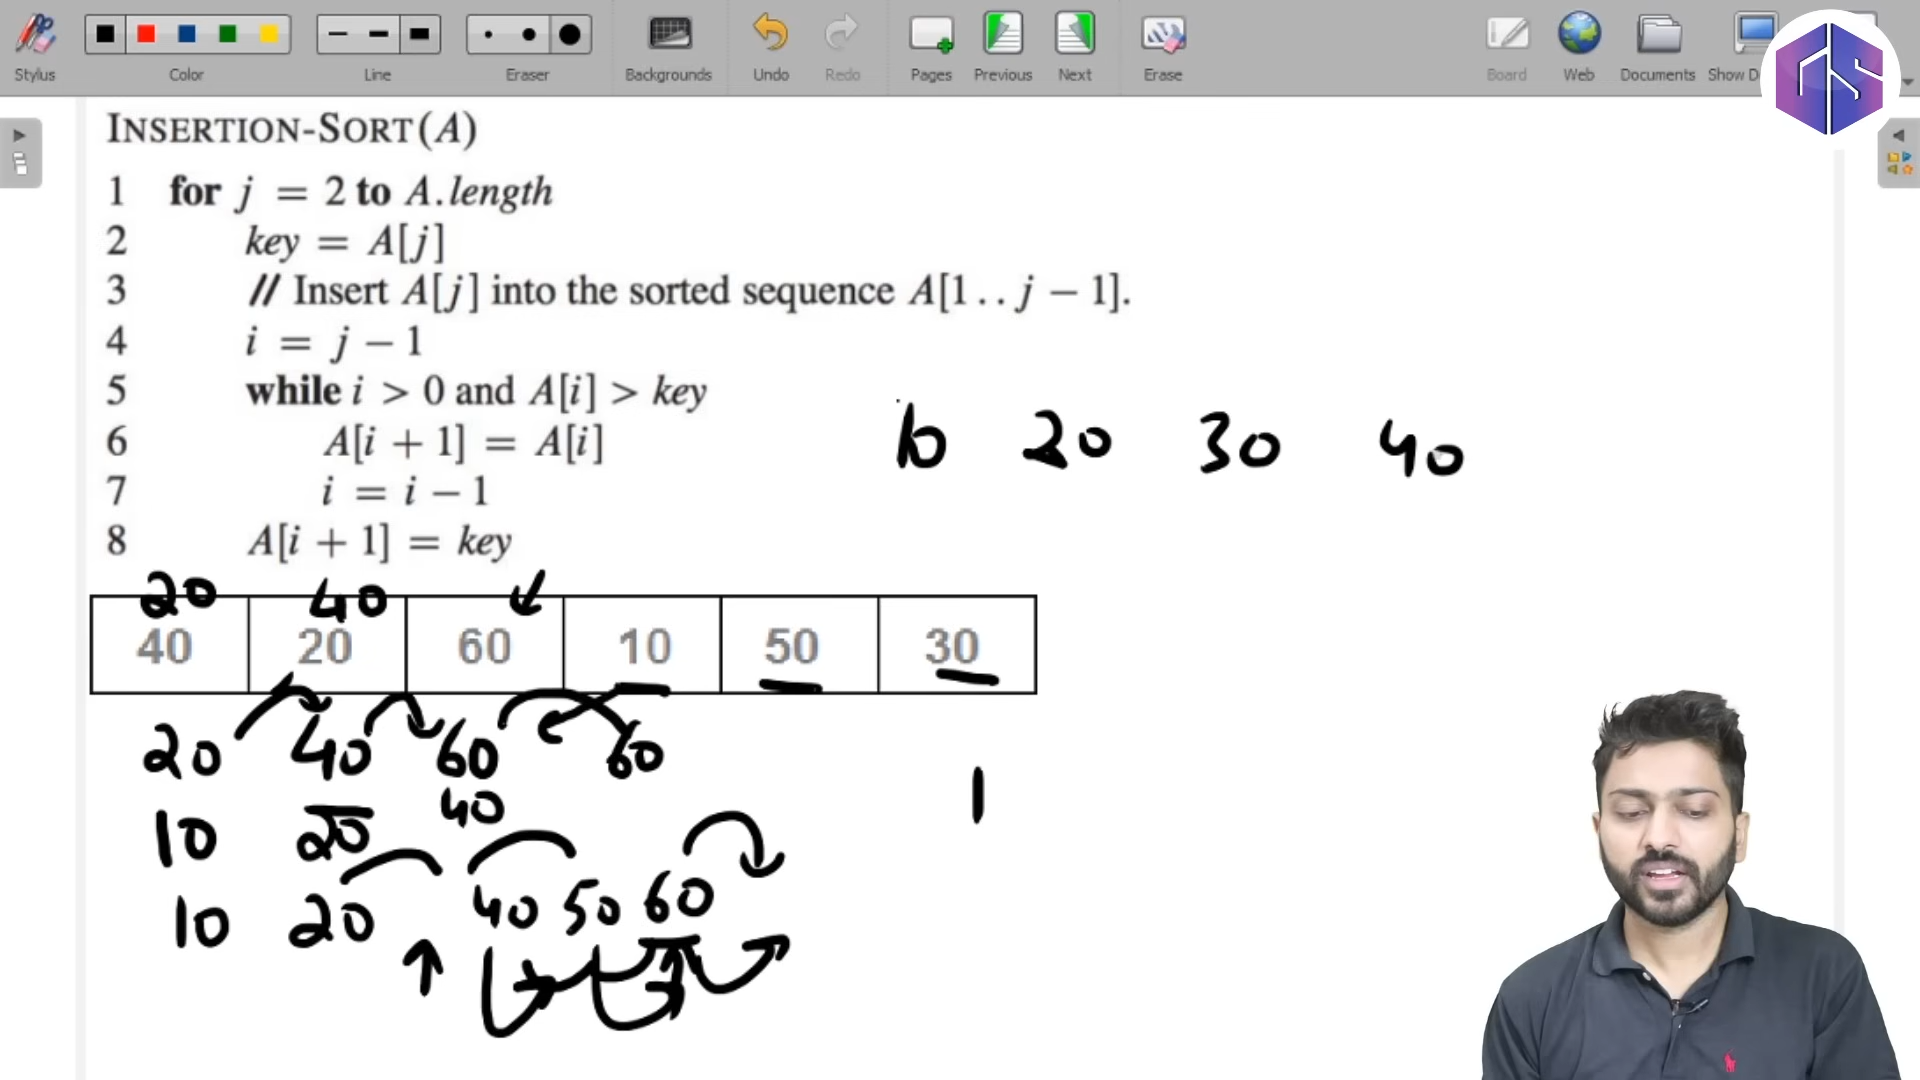 Stylus Color Line Eraser Backgrounds Undo Redo Pages Previous Next Erase Board Web Documents Show D
INSERTION-SORT(A)
1 for j = 2 to A.length
2 key = A[j]
3 // Insert A[j] into the sorted sequence A[1 . . j − 1].
4 i = j − 1
5 while i > 0 and A[i] > key
6 A[i + 1] = A[i]
7 i = i − 1
8 A[i + 1] = key
10 20 30 40
20 40
40 20 60 10 50 30
20 40 60 60
40
10 20
10 20 40 50 60
1